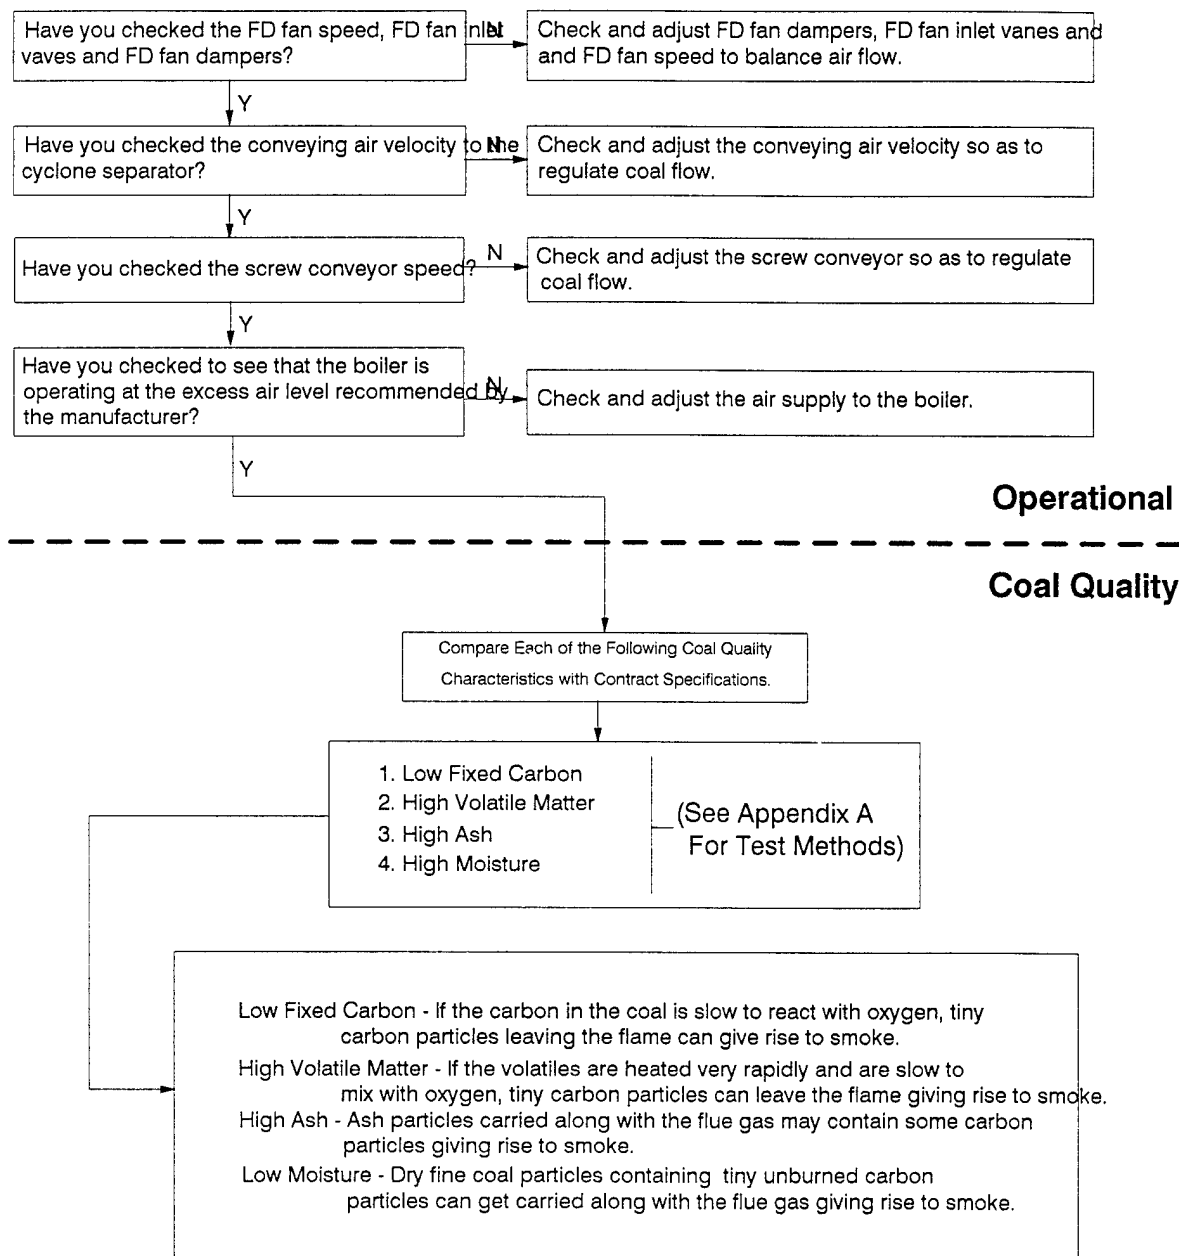 Have you checked the FD fan speed, FD fan inlet
vaves and FD fan dampers?
N
Check and adjust FD fan dampers, FD fan inlet vanes and
and FD fan speed to balance air flow.
Y
Have you checked the conveying air velocity to the
cyclone separator?
N
Check and adjust the conveying air velocity so as to
regulate coal flow.
Y
Have you checked the screw conveyor speed?
N
Check and adjust the screw conveyor so as to regulate
coal flow.
Y
Have you checked to see that the boiler is
operating at the excess air level recommended by
the manufacturer?
N
Check and adjust the air supply to the boiler.
Y
Operational
Coal Quality
Compare Each of the Following Coal Quality
Characteristics with Contract Specifications.
1. Low Fixed Carbon
2. High Volatile Matter
3. High Ash
4. High Moisture
(See Appendix A
For Test Methods)
Low Fixed Carbon - If the carbon in the coal is slow to react with oxygen, tiny
carbon particles leaving the flame can give rise to smoke.
High Volatile Matter - If the volatiles are heated very rapidly and are slow to
mix with oxygen, tiny carbon particles can leave the flame giving rise to smoke.
High Ash - Ash particles carried along with the flue gas may contain some carbon
particles giving rise to smoke.
Low Moisture - Dry fine coal particles containing tiny unburned carbon
particles can get carried along with the flue gas giving rise to smoke.